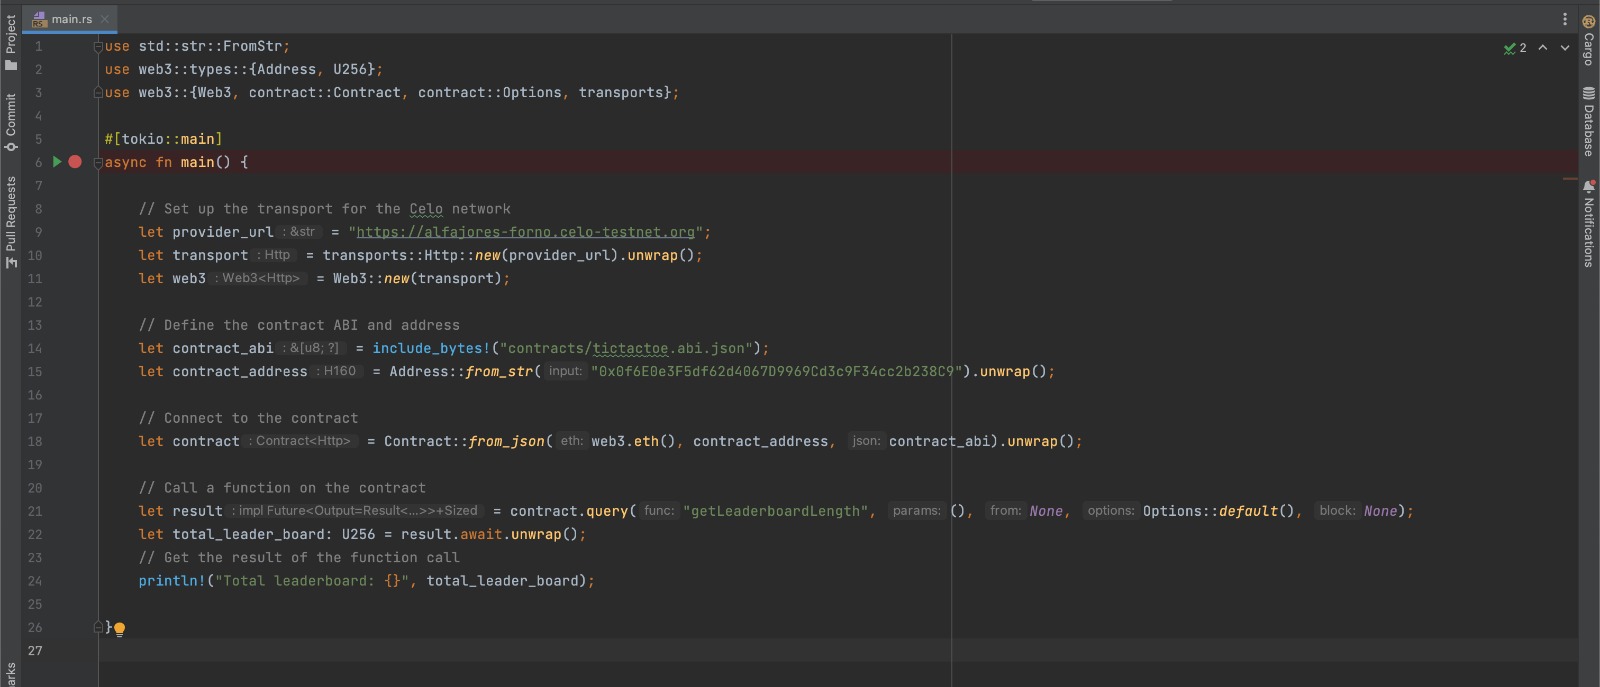 main.rs
Project
Commit
Pull Requests
arks
Cargo
Database
Notifications
2
1 use std::str::FromStr;
2 use web3::types::{Address, U256};
3 use web3::{Web3, contract::Contract, contract::Options, transports};
4
5 #[tokio::main]
6 async fn main() {
7
8 // Set up the transport for the Celo network
9 let provider_url : &str = "https://alfajores-forno.celo-testnet.org";
10 let transport : Http = transports::Http::new(provider_url).unwrap();
11 let web3 : Web3<Http> = Web3::new(transport);
12
13 // Define the contract ABI and address
14 let contract_abi : &[u8; ?] = include_bytes!("contracts/tictactoe.abi.json");
15 let contract_address : H160 = Address::from_str( input: "0x0f6E0e3F5df62d4067D9969Cd3c9F34cc2b238C9").unwrap();
16
17 // Connect to the contract
18 let contract : Contract<Http> = Contract::from_json( eth: web3.eth(), contract_address, json: contract_abi).unwrap();
19
20 // Call a function on the contract
21 let result : impl Future<Output=Result<...>>+Sized = contract.query( func: "getLeaderboardLength", params: (), from: None, options: Options::default(), block: None);
22 let total_leader_board: U256 = result.await.unwrap();
23 // Get the result of the function call
24 println!("Total leaderboard: {}", total_leader_board);
25
26 }
27